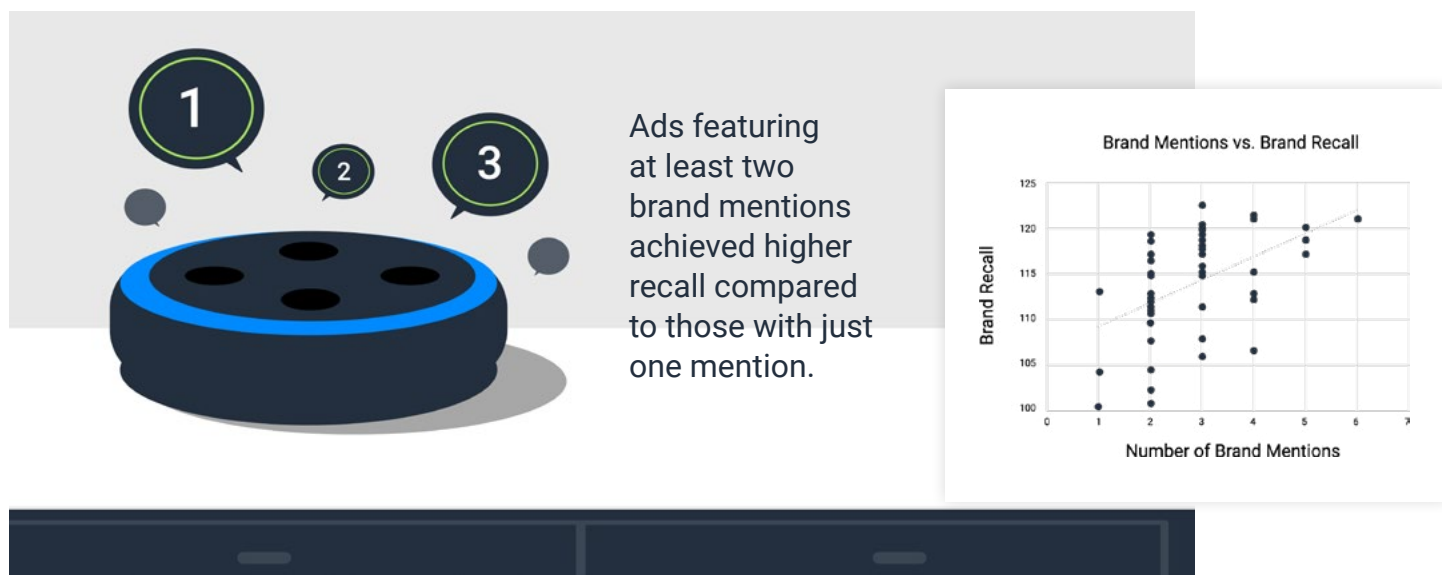 1
2
3
Ads featuring
at least two
brand mentions
achieved higher
recall compared
to those with just
one mention.
Brand Mentions vs. Brand Recall
125
120
115
110
105
100
Brand Recall
0 1 2 3 4 5 6 7
Number of Brand Mentions